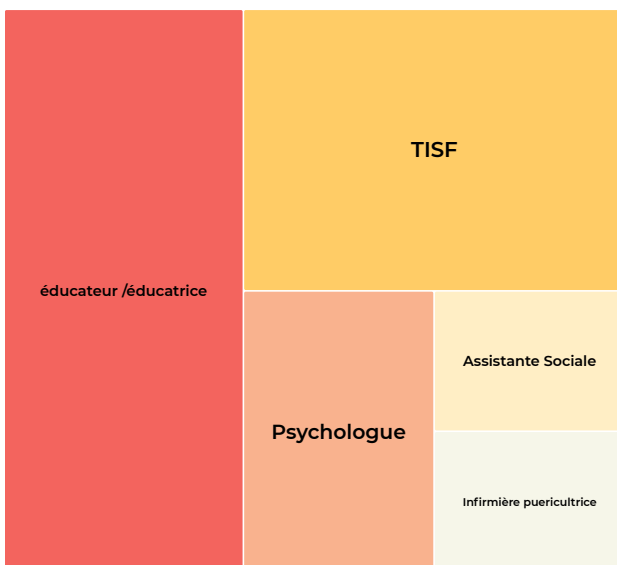 TISF
éducateur /éducatrice
Assistante Sociale
Psychologue
Infirmière puericultrice